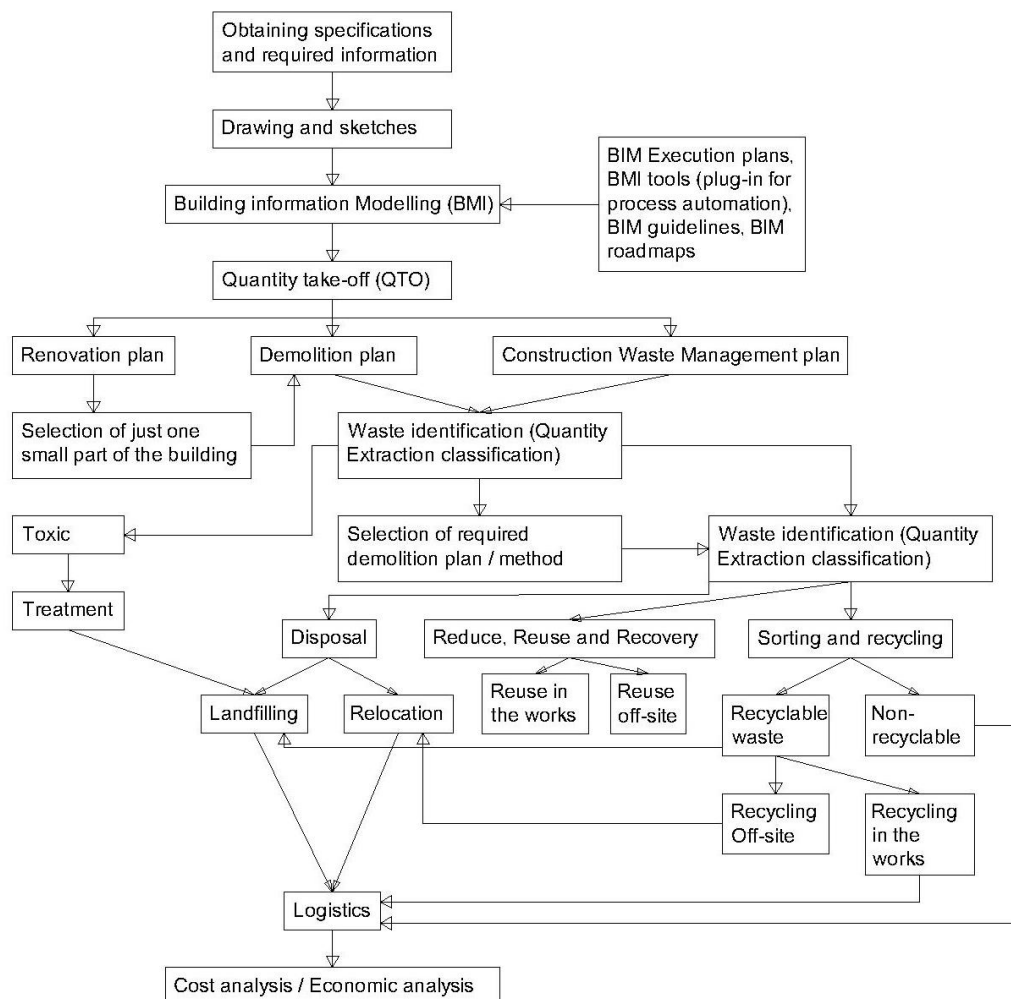 Obtaining specifications
and required information
Drawing and sketches
BIM Execution plans,
BMI tools (plug-in for
process automation),
BIM guidelines, BIM
roadmaps
Building information Modelling (BMI)
Quantity take-off (QTO)
Renovation plan
Demolition plan
Construction Waste Management plan
Selection of just one
small part of the building
Waste identification (Quantity
Extraction classification)
Toxic
Selection of required
demolition plan / method
Waste identification (Quantity
Extraction classification)
Treatment
Disposal
Reduce, Reuse and Recovery
Sorting and recycling
Landfilling
Relocation
Reuse in
the works
Reuse
off-site
Recyclable
waste
Non-
recyclable
Recycling
Off-site
Recycling
in the
works
Logistics
Cost analysis / Economic analysis